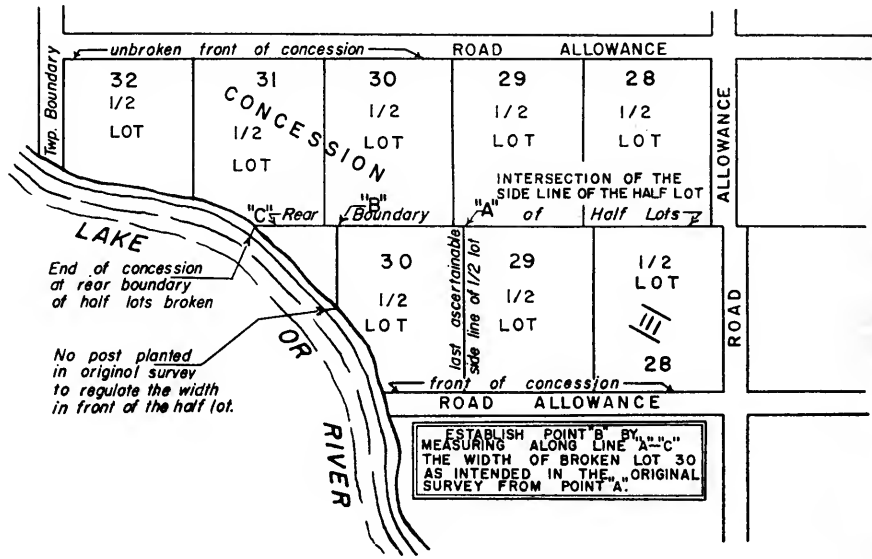 Twp. Boundary
unbroken front of concession
ROAD ALLOWANCE
32
1/2
LOT
31
1/2
LOT
30
1/2
LOT
29
1/2
LOT
28
1/2
LOT
CONCESSION
III
ALLOWANCE
ROAD
INTERSECTION OF THE
SIDE LINE OF THE HALF LOT
"C" Rear "B" Boundary "A" of Half Lots
LAKE
OR
RIVER
End of concession
at rear boundary
of half lots broken
No post planted
in original survey
to regulate the width
in front of the half lot.
30
1/2
LOT
last ascertainable
side line of 1/2 lot
29
1/2
LOT
1/2
LOT
28
front of concession
ROAD ALLOWANCE
ESTABLISH POINT "B" BY
MEASURING ALONG LINE "A"-"C"
THE WIDTH OF BROKEN LOT 30
AS INTENDED IN THE ORIGINAL
SURVEY FROM POINT "A".